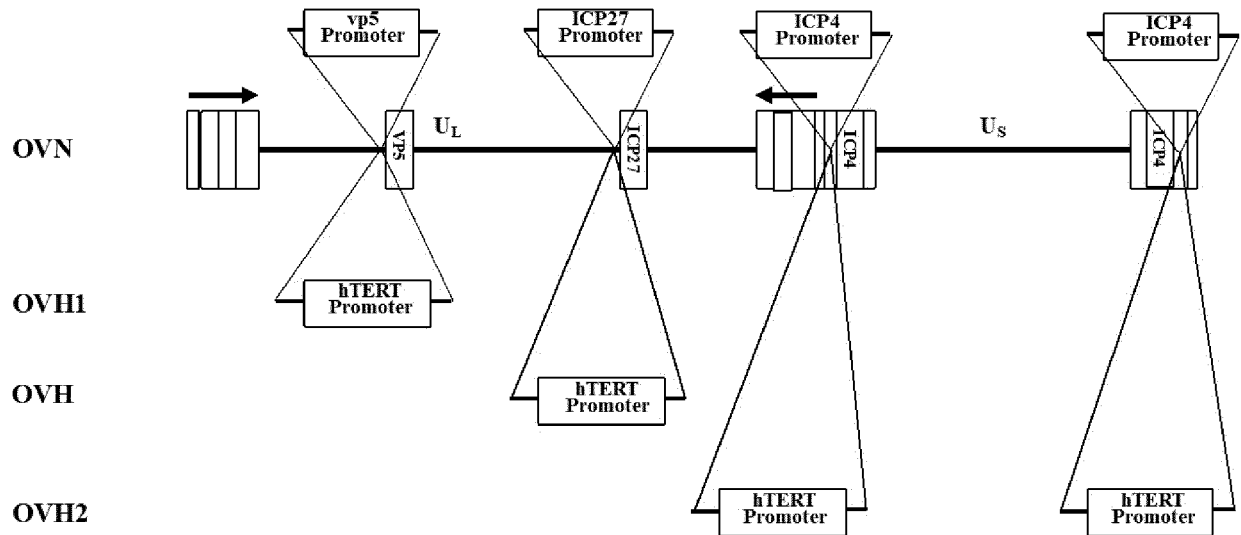 vp5
Promoter
ICP27
Promoter
ICP4
Promoter
ICP4
Promoter
OVN
VP5
UL
ICP27
ICP4
US
ICP4
OVH1
hTERT
Promoter
OVH
hTERT
Promoter
OVH2
hTERT
Promoter
hTERT
Promoter